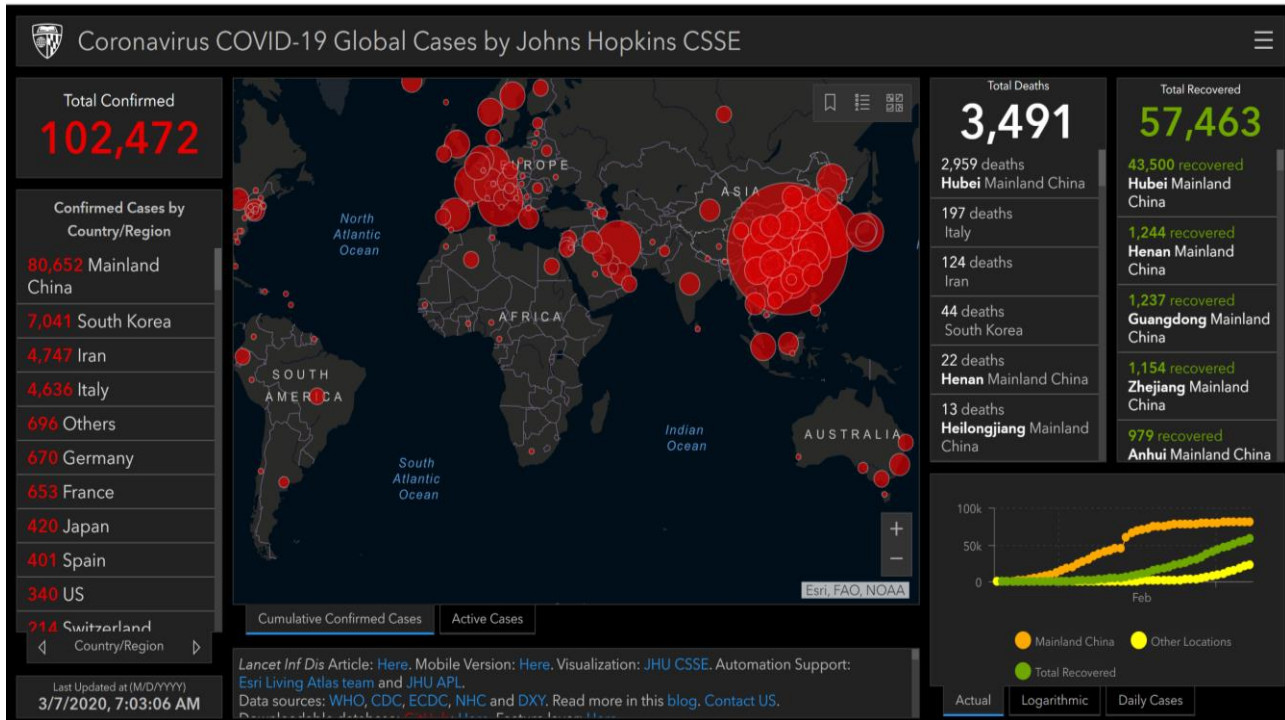 Coronavirus COVID-19 Global Cases by Johns Hopkins CSSE
Total Confirmed
102,472
Confirmed Cases by
Country/Region
80,652 Mainland
China
7,041 South Korea
4,747 Iran
4,636 Italy
696 Others
670 Germany
653 France
420 Japan
401 Spain
340 US
214 Switzerland
Country/Region
Last Updated at (M/D/YYYY)
3/7/2020, 7:03:06 AM
North
Atlantic
Ocean
EUROPE
ASIA
AFRICA
SOUTH
AMERICA
South
Atlantic
Ocean
Indian
Ocean
AUSTRALIA
+
−
Esri, FAO, NOAA
Cumulative Confirmed Cases
Active Cases
Lancet Inf Dis Article: Here. Mobile Version: Here. Visualization: JHU CSSE. Automation Support:
Esri Living Atlas team and JHU APL.
Data sources: WHO, CDC, ECDC, NHC and DXY. Read more in this blog. Contact US.
Downloadable database: GitHub: Here. Feature layer: Here.
Total Deaths
3,491
2,959 deaths
Hubei Mainland China
197 deaths
Italy
124 deaths
Iran
44 deaths
South Korea
22 deaths
Henan Mainland China
13 deaths
Heilongjiang Mainland
China
Total Recovered
57,463
43,500 recovered
Hubei Mainland
China
1,244 recovered
Henan Mainland
China
1,237 recovered
Guangdong Mainland
China
1,154 recovered
Zhejiang Mainland
China
979 recovered
Anhui Mainland China
100k
50k
0
Feb
Mainland China
Other Locations
Total Recovered
Actual
Logarithmic
Daily Cases